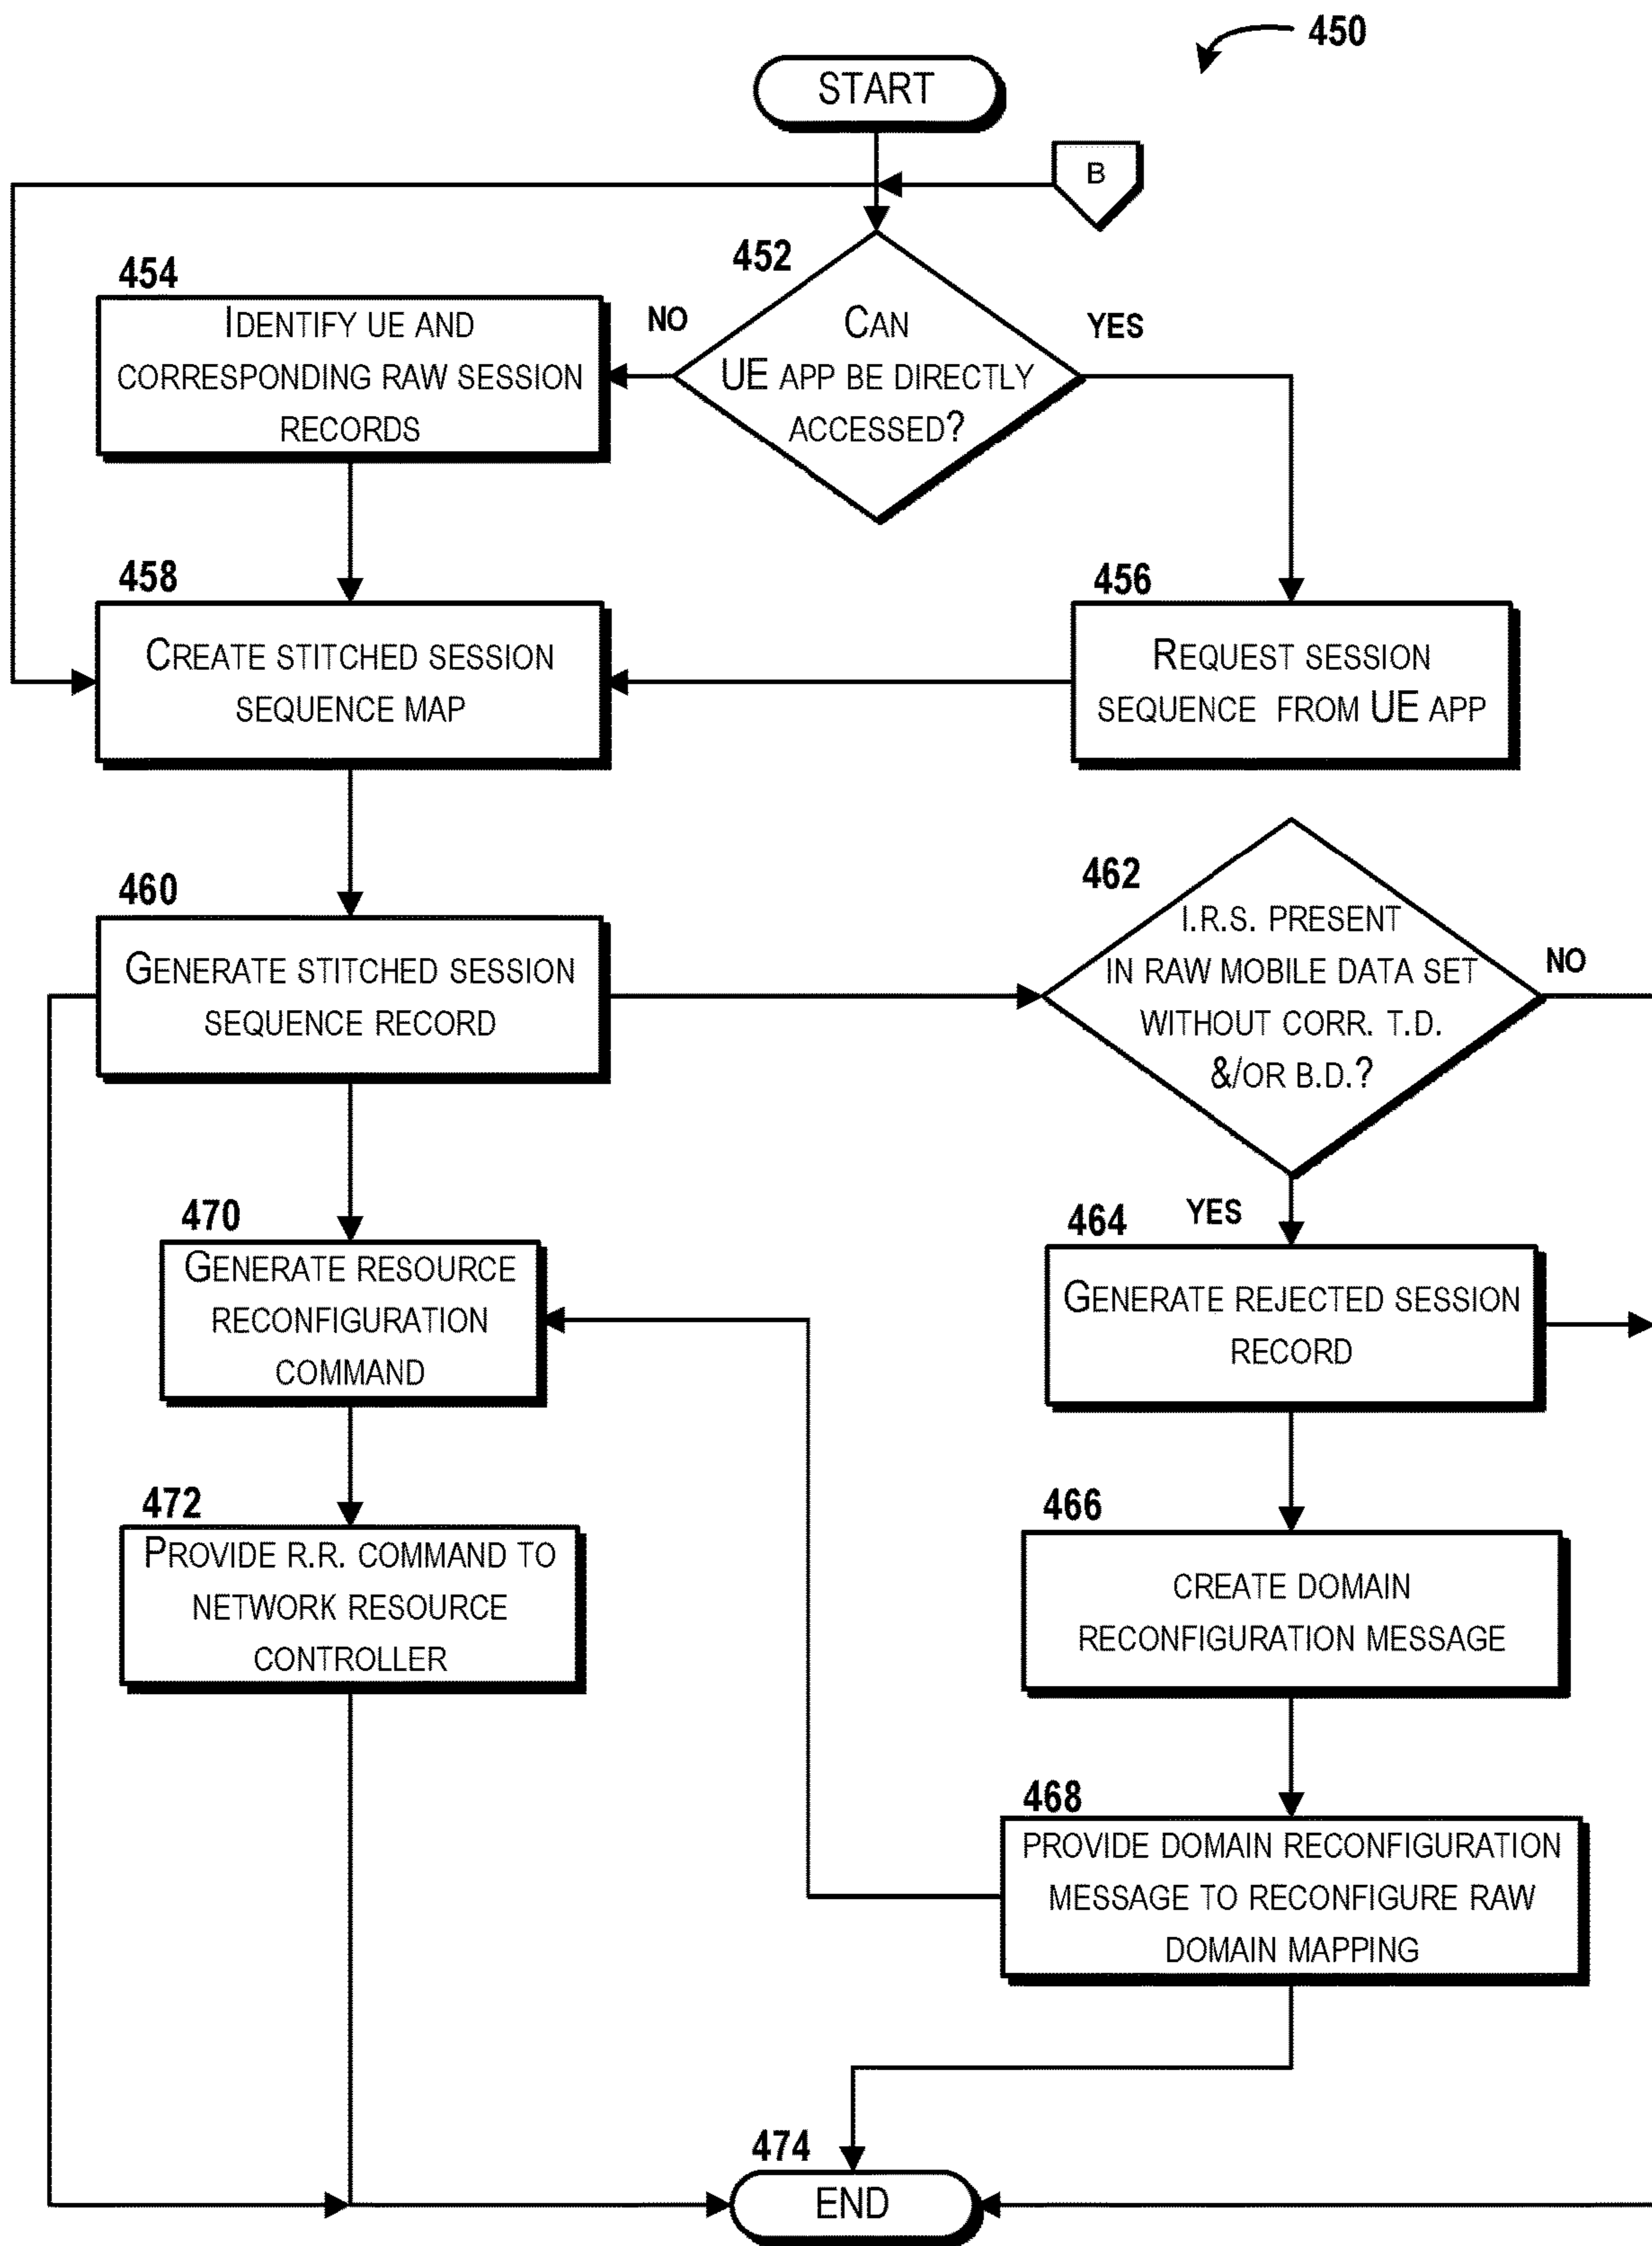 450
START
B
452
CAN
UE APP BE DIRECTLY
ACCESSED?
NO
YES
454
IDENTIFY UE AND
CORRESPONDING RAW SESSION
RECORDS
458
CREATE STITCHED SESSION
SEQUENCE MAP
456
REQUEST SESSION
SEQUENCE FROM UE APP
460
GENERATE STITCHED SESSION
SEQUENCE RECORD
462
I.R.S. PRESENT
IN RAW MOBILE DATA SET
WITHOUT CORR. T.D.
&/OR B.D.?
NO
YES
470
GENERATE RESOURCE
RECONFIGURATION
COMMAND
464
GENERATE REJECTED SESSION
RECORD
472
PROVIDE R.R. COMMAND TO
NETWORK RESOURCE
CONTROLLER
466
CREATE DOMAIN
RECONFIGURATION MESSAGE
468
PROVIDE DOMAIN RECONFIGURATION
MESSAGE TO RECONFIGURE RAW
DOMAIN MAPPING
474
END